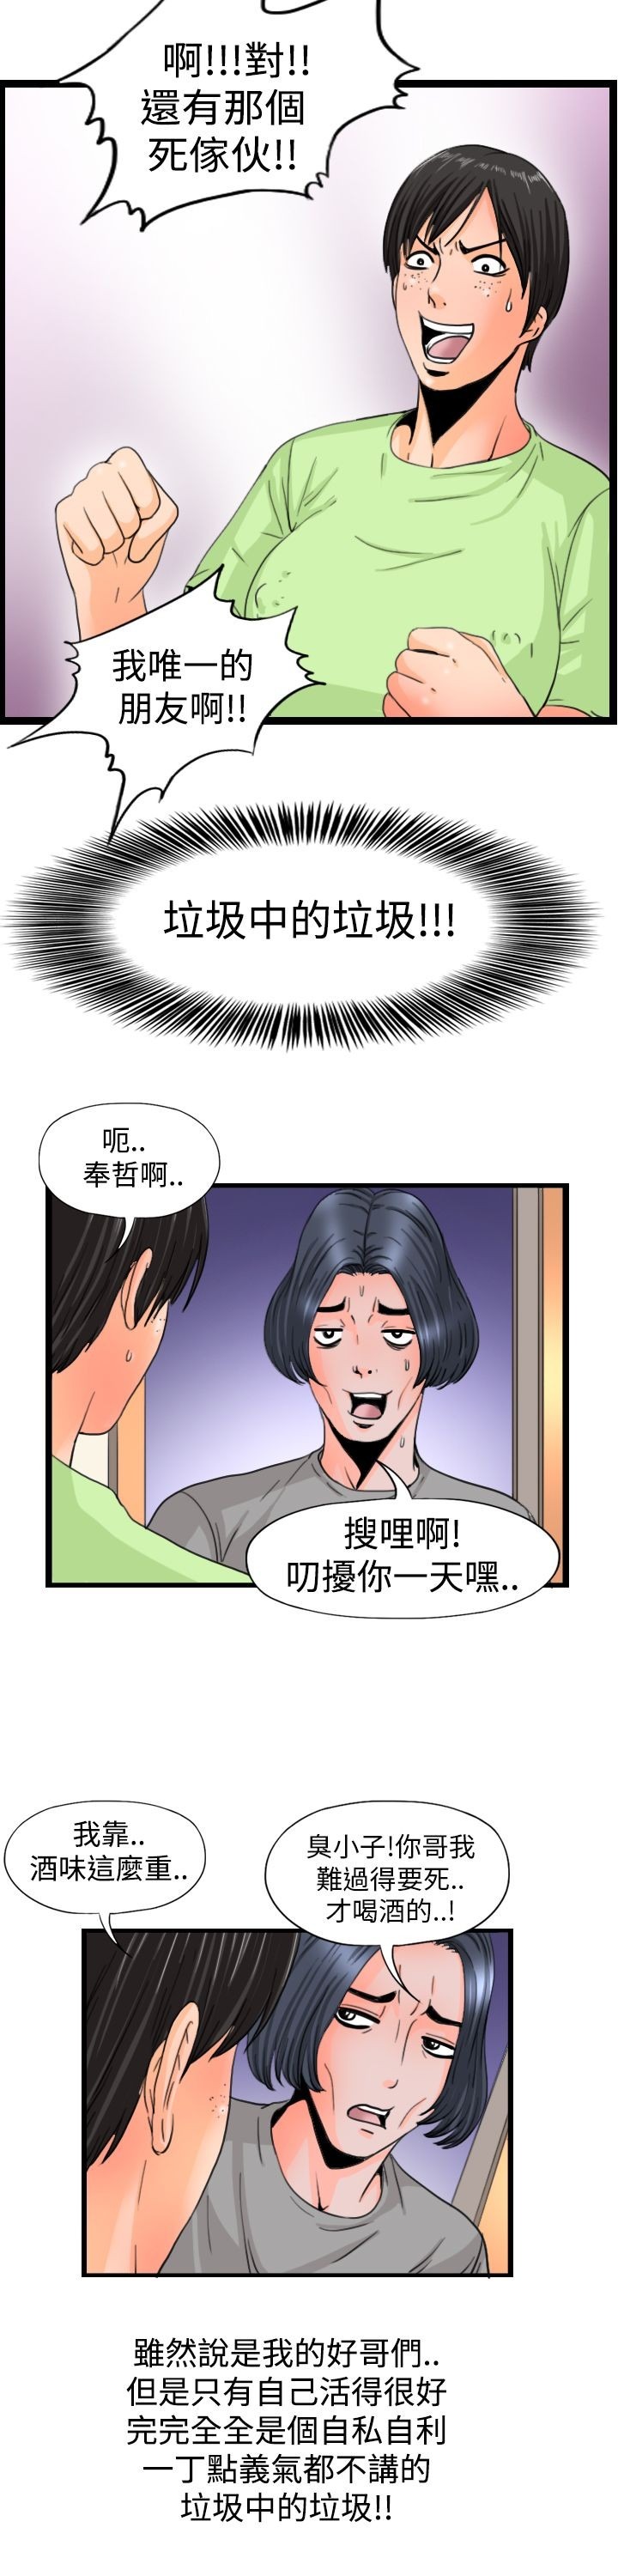 啊!!!對!!
還有那個
死傢伙!!
我唯一的
朋友啊!!
垃圾中的垃圾!!!
呃..
奉哲啊..
搜哩啊!
叨擾你一天嘿..
我靠..
酒味這麼重..
臭小子!你哥我
難過得要死..
才喝酒的..!
雖然說是我的好哥們..
但是只有自己活得很好
完完全全是個自私自利
一丁點義氣都不講的
垃圾中的垃圾!!